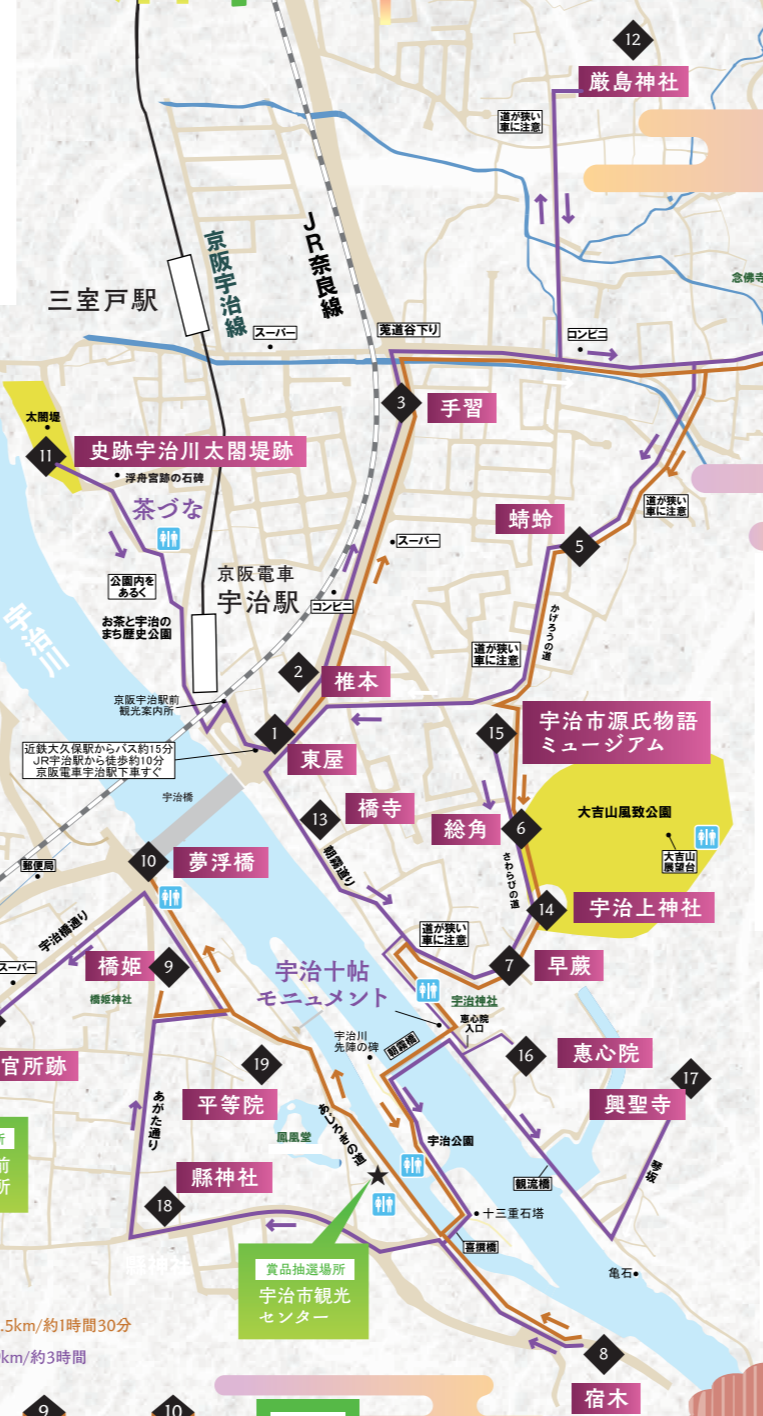 12
厳島神社
道が狭い
車に注意
JR奈良線
京阪宇治線
三室戸駅
念佛寺
スーパー
莵道谷下り
コンビニ
3
手習
太閤堤
11
史跡宇治川太閤堤跡
浮舟宮跡の石碑
茶づな
道が狭い
車に注意
蜻蛉
5
スーパー
公園内を
あるく
京阪電車
宇治駅
コンビニ
お茶と宇治の
まち歴史公園
かげろうの道
宇治川
道が狭い
車に注意
2
椎本
京阪宇治駅前
観光案内所
15
宇治市源氏物語
ミュージアム
1
東屋
近鉄大久保駅からバス約15分
JR宇治駅から徒歩約10分
京阪電車宇治駅下車すぐ
宇治橋
13
橋寺
総角
6
大吉山風致公園
大吉山
展望台
朝霧通り
さわらびの道
郵便局
10
夢浮橋
14
宇治上神社
宇治橋通り
道が狭い
車に注意
スーパー
橋姫
9
橋姫神社
7
早蕨
宇治十帖
モニュメント
宇治神社
恵心院
入口
宇治川
先陣の碑
朝霧橋
16
恵心院
17
興聖寺
官所跡
19
平等院
あがた通り
鳳凰堂
あじろぎの道
宇治公園
所
前
所
縣神社
18
観流橋
琴坂
十三重石塔
喜撰橋
賞品抽選場所
宇治市観光
センター
亀石
.5km/約1時間30分
km/約3時間
8
宿木
9
10